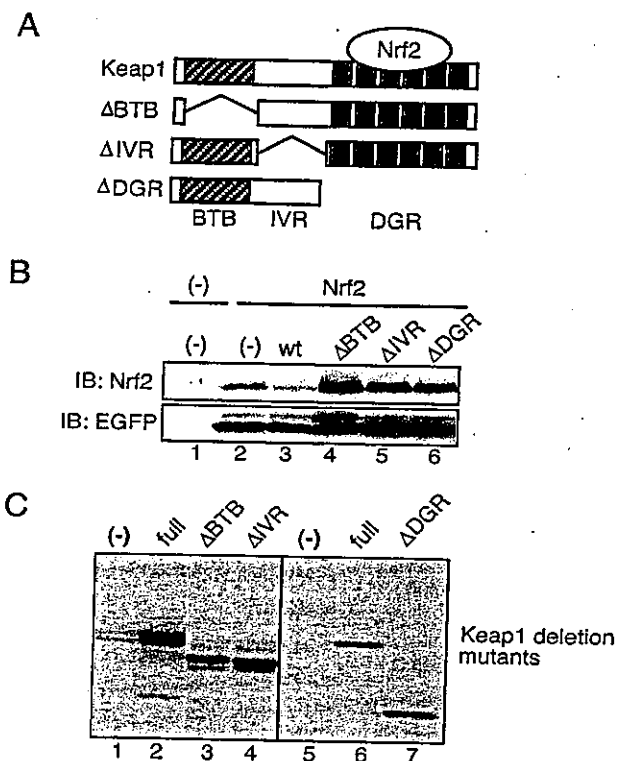 A
Nrf2
Keap1
ΔBTB
ΔIVR
ΔDGR
BTB IVR DGR
B
(-) Nrf2
(-) (-) wt ΔBTB ΔIVR ΔDGR
IB: Nrf2
IB: EGFP
1 2 3 4 5 6
C
(-) full ΔBTB ΔIVR (-) full ΔDGR
Keap1 deletion
mutants
1 2 3 4 5 6 7